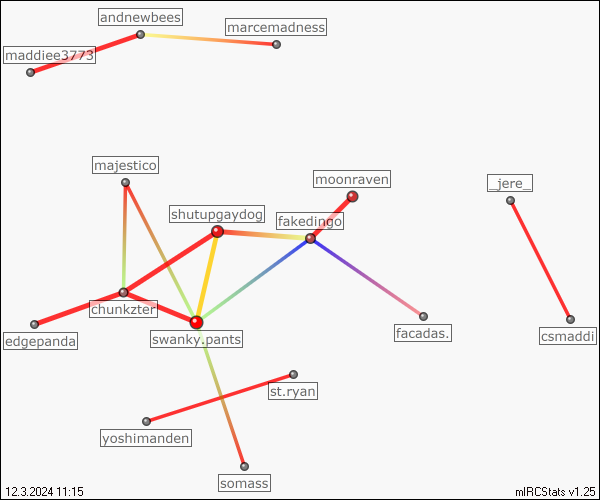 andnewbees
marcemadness
maddiee3773
majestico
moonraven
_jere_
shutupgaydog
fakedingo
chunkzter
edgepanda
swanky.pants
facadas.
csmaddi
st.ryan
yoshimanden
somass
12.3.2024 11:15
mIRCStats v1.25